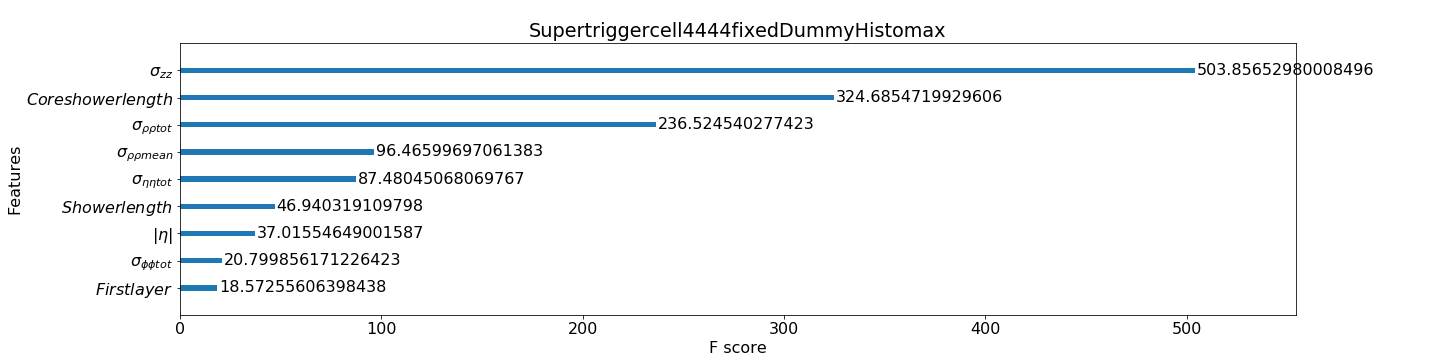 Supertriggercell4444fixedDummyHistomax
σzz 503.85652980008496
Coreshowerlength 324.6854719929606
σρρtot 236.524540277423
σρρmean 96.46599697061383
σηηtot 87.48045068069767
Showerlength 46.940319109798
|η| 37.01554649001587
σϕϕtot 20.799856171226423
Firstlayer 18.57255606398438
Features
0 100 200 300 400 500
F score